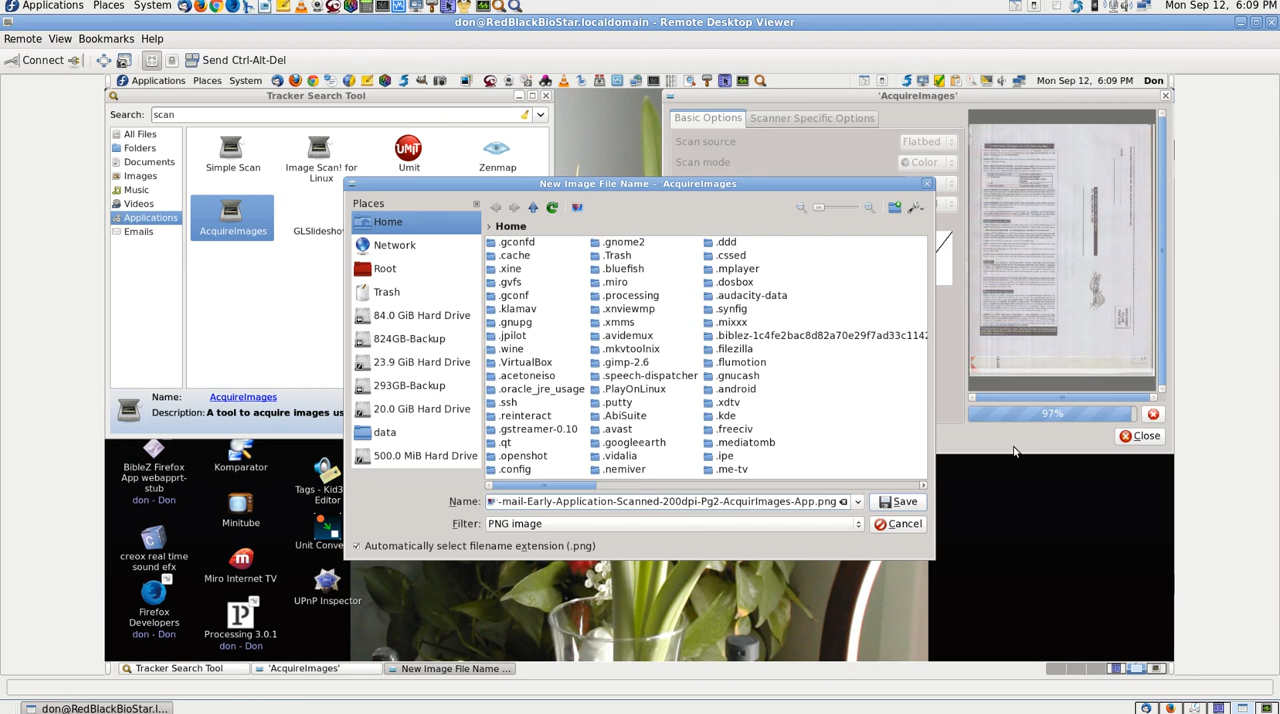 Applications Places System
Mon Sep 12, 6:09 PM
don@RedBlackBioStar.localdomain - Remote Desktop Viewer
Remote View Bookmarks Help
Connect Send Ctrl-Alt-Del
Applications Places System Mon Sep 12, 6:09 PM Don
Tracker Search Tool
Search: scan
All Files
Folders
Documents
Images
Music
Videos
Applications
Emails
Simple Scan
Image Scan! for Linux
Umit
Zenmap
AcquireImages
GLSlidesho
Name: AcquireImages
Description: A tool to acquire images us
'AcquireImages'
Basic Options Scanner Specific Options
Scan source Flatbed
Scan mode Color
97%
Close
New Image File Name - 'AcquireImages'
Places
Home
Network
Root
Trash
84.0 GiB Hard Drive
824GB-Backup
23.9 GiB Hard Drive
293GB-Backup
20.0 GiB Hard Drive
data
500.0 MiB Hard Drive
› Home
.gconfd .gnome2 .ddd
.cache .Trash .cssed
.xine .bluefish .mplayer
.gvfs .miro .dosbox
.gconf .processing .audacity-data
.klamav .xnviewmp .synfig
.gnupg .xmms .mixxx
.jpilot .avidemux .biblez-1c4fe2bac8d82a70e29f7ad33c1142
.wine .mkvtoolnix .filezilla
.VirtualBox .gimp-2.6 .flumotion
.acetoneiso .speech-dispatcher .gnucash
.oracle_jre_usage .PlayOnLinux .android
.ssh .putty .xdtv
.reinteract .AbiSuite .kde
.gstreamer-0.10 .avast .freeciv
.qt .googleearth .mediatomb
.openshot .vidalia .ipe
.config .nemiver .me-tv
Name: -mail-Early-Application-Scanned-200dpi-Pg2-AcquirImages-App.png Save
Filter: PNG image Cancel
Automatically select filename extension (.png)
BibleZ Firefox
App webapprt-
stub
don - Don
Komparator
Tags - Kid3
Editor
Minitube
creox real time
sound efx
Unit Conve
Miro Internet TV
UPnP Inspector
Firefox
Developers
don - Don
Processing 3.0.1
don - Don
Tracker Search Tool 'AcquireImages' New Image File Name ...
don@RedBlackBioStar.l...